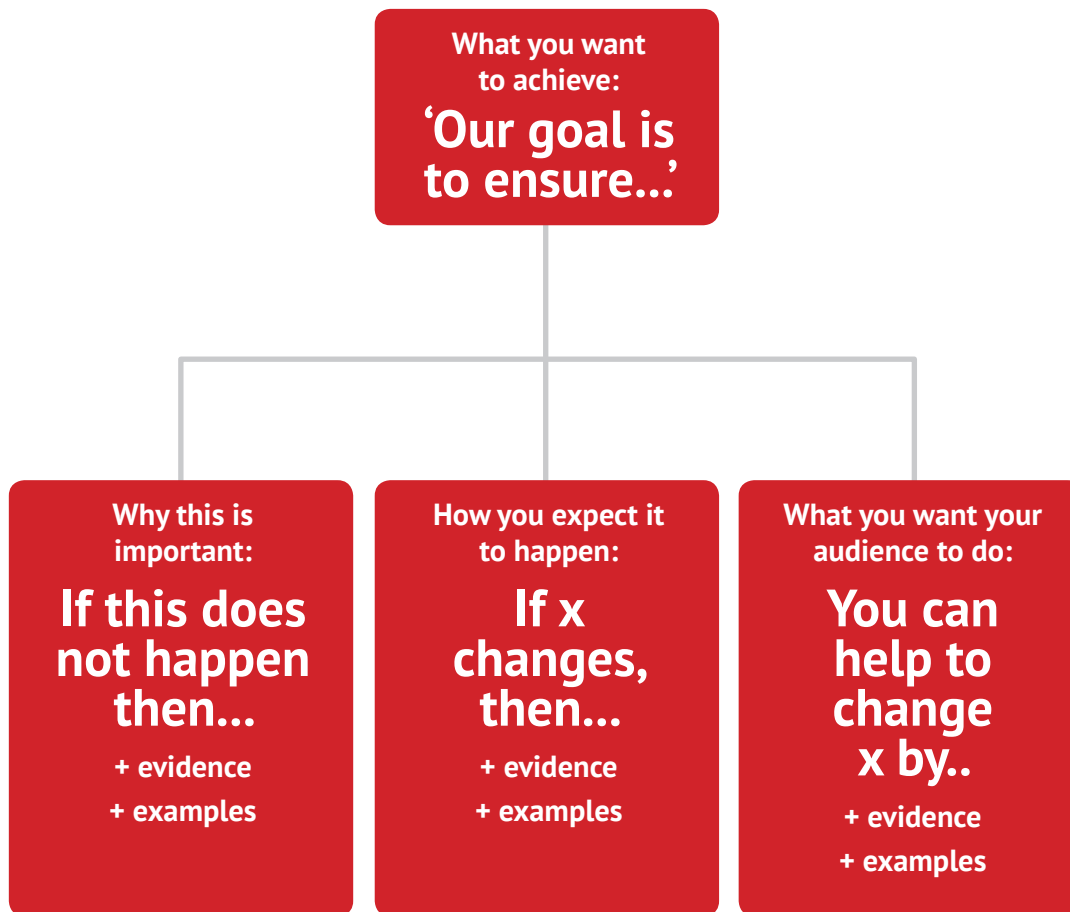 What you want
to achieve:
‘Our goal is
to ensure...’
Why this is
important:
If this does
not happen
then...
+ evidence
+ examples
How you expect it
to happen:
If x
changes,
then...
+ evidence
+ examples
What you want your
audience to do:
You can
help to
change
x by..
+ evidence
+ examples